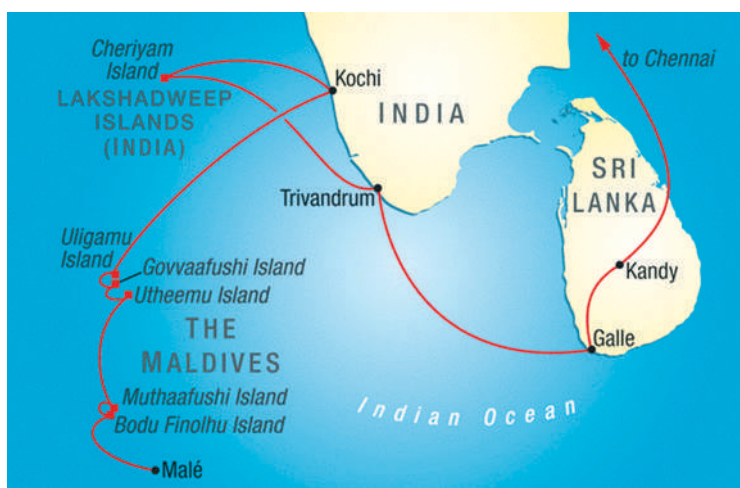 Cheriyam
Island
LAKSHADWEEP
ISLANDS
(INDIA)
Kochi
INDIA
to Chennai
SRI
LANKA
Trivandrum
Uligamu
Island
Govvaafushi Island
Utheemu Island
Kandy
THE
MALDIVES
Galle
Muthaafushi Island
Bodu Finolhu Island
Indian Ocean
Malé